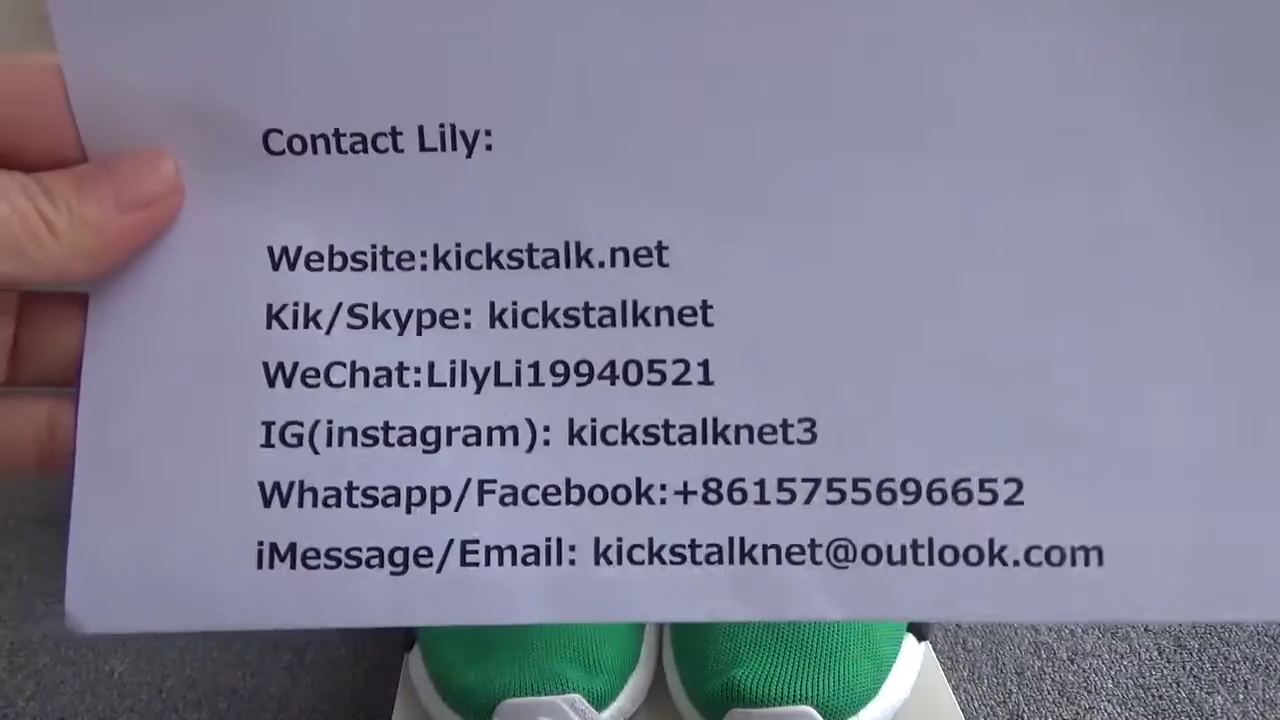 Contact Lily:
Website:kickstalk.net
Kik/Skype: kickstalknet
WeChat:LilyLi19940521
IG(instagram): kickstalknet3
Whatsapp/Facebook:+8615755696652
iMessage/Email: kickstalknet@outlook.com